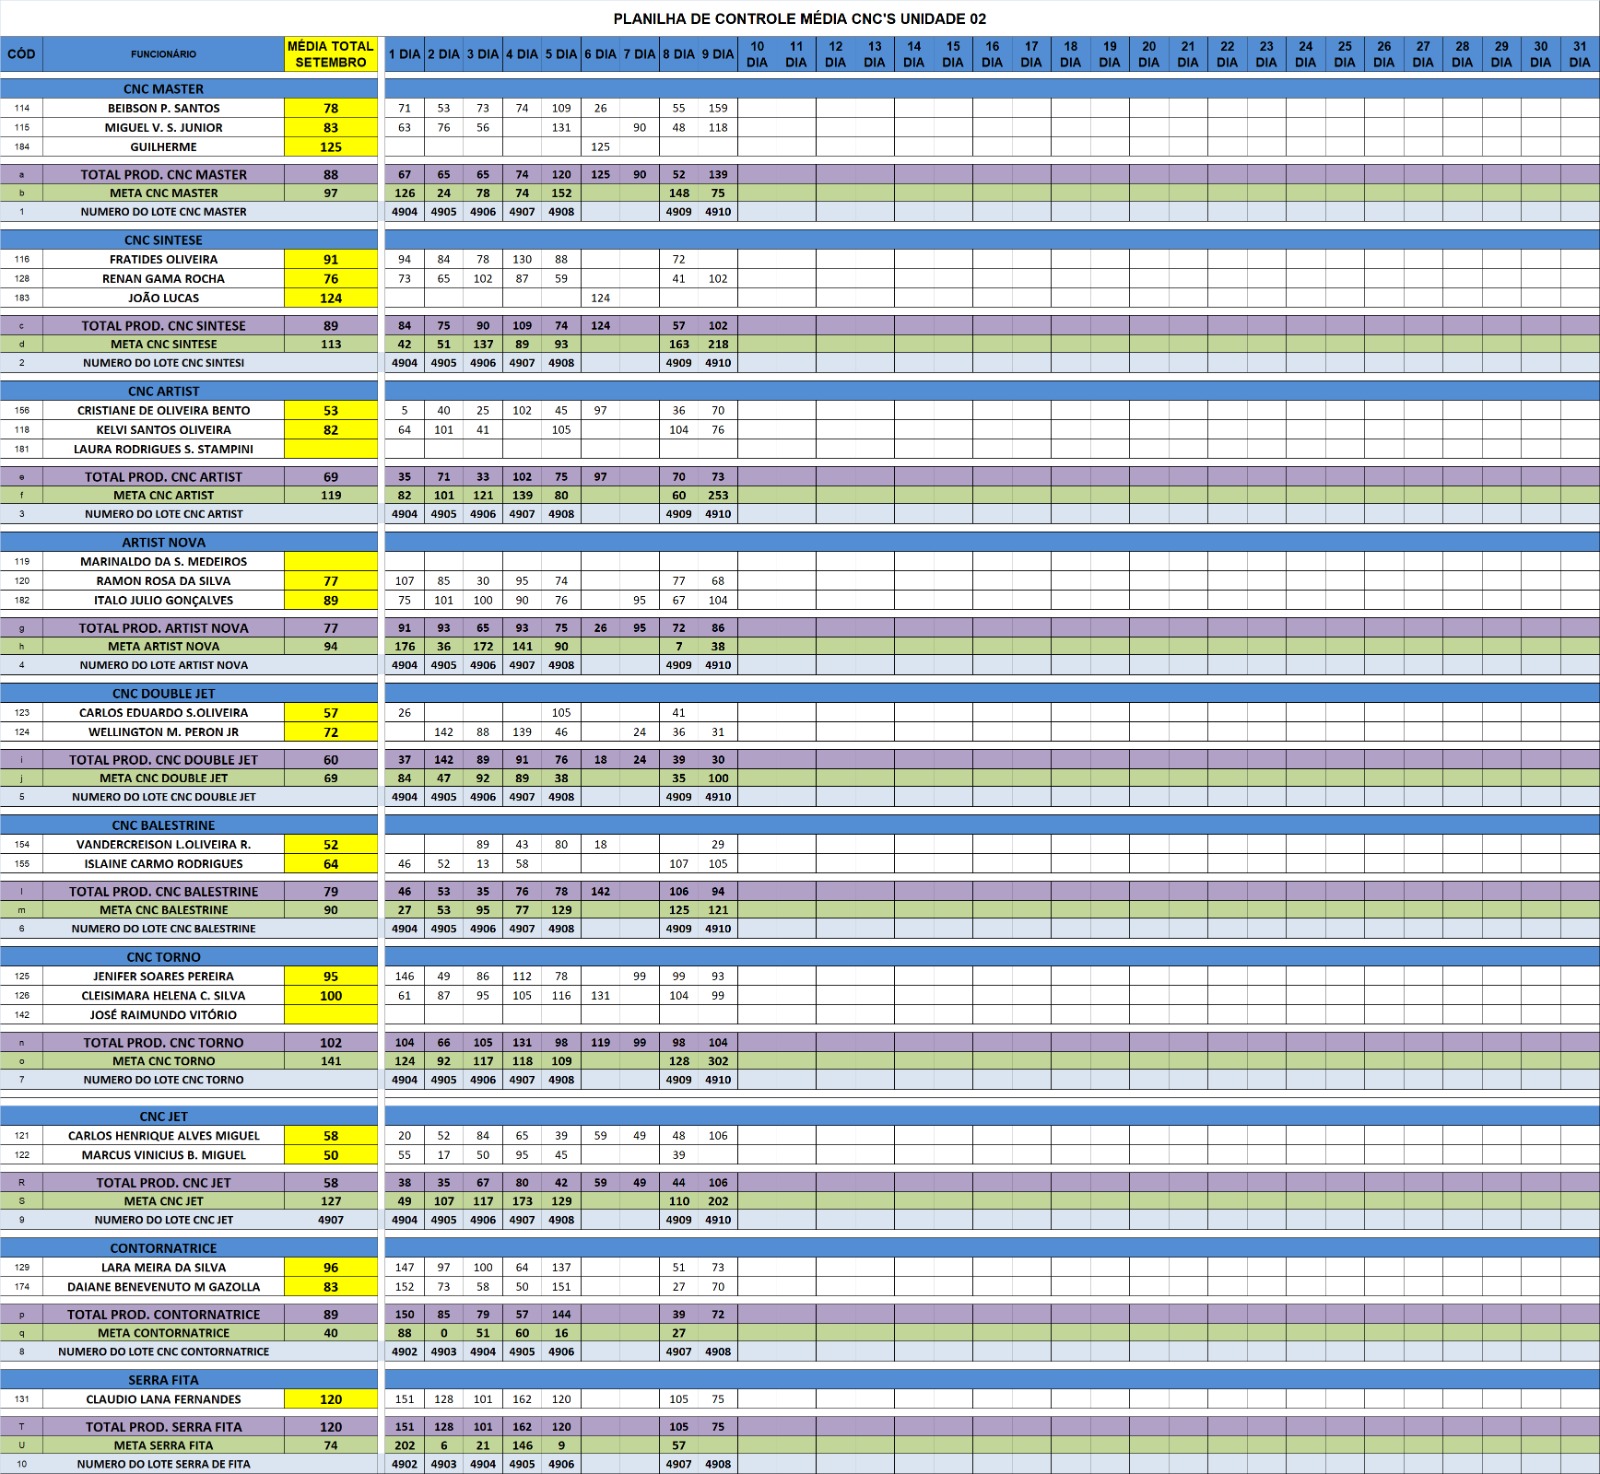 PLANILHA DE CONTROLE MÉDIA CNC'S UNIDADE 02
CÓD FUNCIONÁRIO MÉDIA TOTAL SETEMBRO 1 DIA 2 DIA 3 DIA 4 DIA 5 DIA 6 DIA 7 DIA 8 DIA 9 DIA 10 DIA 11 DIA 12 DIA 13 DIA 14 DIA 15 DIA 16 DIA 17 DIA 18 DIA 19 DIA 20 DIA 21 DIA 22 DIA 23 DIA 24 DIA 25 DIA 26 DIA 27 DIA 28 DIA 29 DIA 30 DIA 31 DIA
CNC MASTER
114 BEIBSON P. SANTOS 78 71 53 73 74 109 26 55 159
115 MIGUEL V. S. JUNIOR 83 63 76 56 131 90 48 118
184 GUILHERME 125 125
a TOTAL PROD. CNC MASTER 88 67 65 65 74 120 125 90 52 139
b META CNC MASTER 97 126 24 78 74 152 148 75
1 NUMERO DO LOTE CNC MASTER 4904 4905 4906 4907 4908 4909 4910
CNC SINTESE
116 FRATIDES OLIVEIRA 91 94 84 78 130 88 72
128 RENAN GAMA ROCHA 76 73 65 102 87 59 41 102
183 JOÃO LUCAS 124 124
c TOTAL PROD. CNC SINTESE 89 84 75 90 109 74 124 57 102
d META CNC SINTESE 113 42 51 137 89 93 163 218
2 NUMERO DO LOTE CNC SINTESI 4904 4905 4906 4907 4908 4909 4910
CNC ARTIST
156 CRISTIANE DE OLIVEIRA BENTO 53 5 40 25 102 45 97 36 70
118 KELVI SANTOS OLIVEIRA 82 64 101 41 105 104 76
181 LAURA RODRIGUES S. STAMPINI
e TOTAL PROD. CNC ARTIST 69 35 71 33 102 75 97 70 73
f META CNC ARTIST 119 82 101 121 139 80 60 253
3 NUMERO DO LOTE CNC ARTIST 4904 4905 4906 4907 4908 4909 4910
ARTIST NOVA
119 MARINALDO DA S. MEDEIROS
120 RAMON ROSA DA SILVA 77 107 85 30 95 74 77 68
182 ITALO JULIO GONÇALVES 89 75 101 100 90 76 95 67 104
g TOTAL PROD. ARTIST NOVA 77 91 93 65 93 75 26 95 72 86
h META ARTIST NOVA 94 176 36 172 141 90 7 38
4 NUMERO DO LOTE ARTIST NOVA 4904 4905 4906 4907 4908 4909 4910
CNC DOUBLE JET
123 CARLOS EDUARDO S.OLIVEIRA 57 26 105 41
124 WELLINGTON M. PERON JR 72 142 88 139 46 24 36 31
i TOTAL PROD. CNC DOUBLE JET 60 37 142 89 91 76 18 24 39 30
j META CNC DOUBLE JET 69 84 47 92 89 38 35 100
5 NUMERO DO LOTE CNC DOUBLE JET 4904 4905 4906 4907 4908 4909 4910
CNC BALESTRINE
154 VANDERCREISON L.OLIVEIRA R. 52 89 43 80 18 29
155 ISLAINE CARMO RODRIGUES 64 46 52 13 58 107 105
l TOTAL PROD. CNC BALESTRINE 79 46 53 35 76 78 142 106 94
m META CNC BALESTRINE 90 27 53 95 77 129 125 121
6 NUMERO DO LOTE CNC BALESTRINE 4904 4905 4906 4907 4908 4909 4910
CNC TORNO
125 JENIFER SOARES PEREIRA 95 146 49 86 112 78 99 99 93
126 CLEISIMARA HELENA C. SILVA 100 61 87 95 105 116 131 104 99
142 JOSÉ RAIMUNDO VITÓRIO
n TOTAL PROD. CNC TORNO 102 104 66 105 131 98 119 99 98 104
o META CNC TORNO 141 124 92 117 118 109 128 302
7 NUMERO DO LOTE CNC TORNO 4904 4905 4906 4907 4908 4909 4910
CNC JET
121 CARLOS HENRIQUE ALVES MIGUEL 58 20 52 84 65 39 59 49 48 106
122 MARCUS VINICIUS B. MIGUEL 50 55 17 50 95 45 39
R TOTAL PROD. CNC JET 58 38 35 67 80 42 59 49 44 106
S META CNC JET 127 49 107 117 173 129 110 202
9 NUMERO DO LOTE CNC JET 4907 4904 4905 4906 4907 4908 4909 4910
CONTORNATRICE
129 LARA MEIRA DA SILVA 96 147 97 100 64 137 51 73
174 DAIANE BENEVENUTO M GAZOLLA 83 152 73 58 50 151 27 70
p TOTAL PROD. CONTORNATRICE 89 150 85 79 57 144 39 72
q META CONTORNATRICE 40 88 0 51 60 16 27
8 NUMERO DO LOTE CNC CONTORNATRICE 4902 4903 4904 4905 4906 4907 4908
SERRA FITA
131 CLAUDIO LANA FERNANDES 120 151 128 101 162 120 105 75
T TOTAL PROD. SERRA FITA 120 151 128 101 162 120 105 75
U META SERRA FITA 74 202 6 21 146 9 57
10 NUMERO DO LOTE SERRA DE FITA 4902 4903 4904 4905 4906 4907 4908